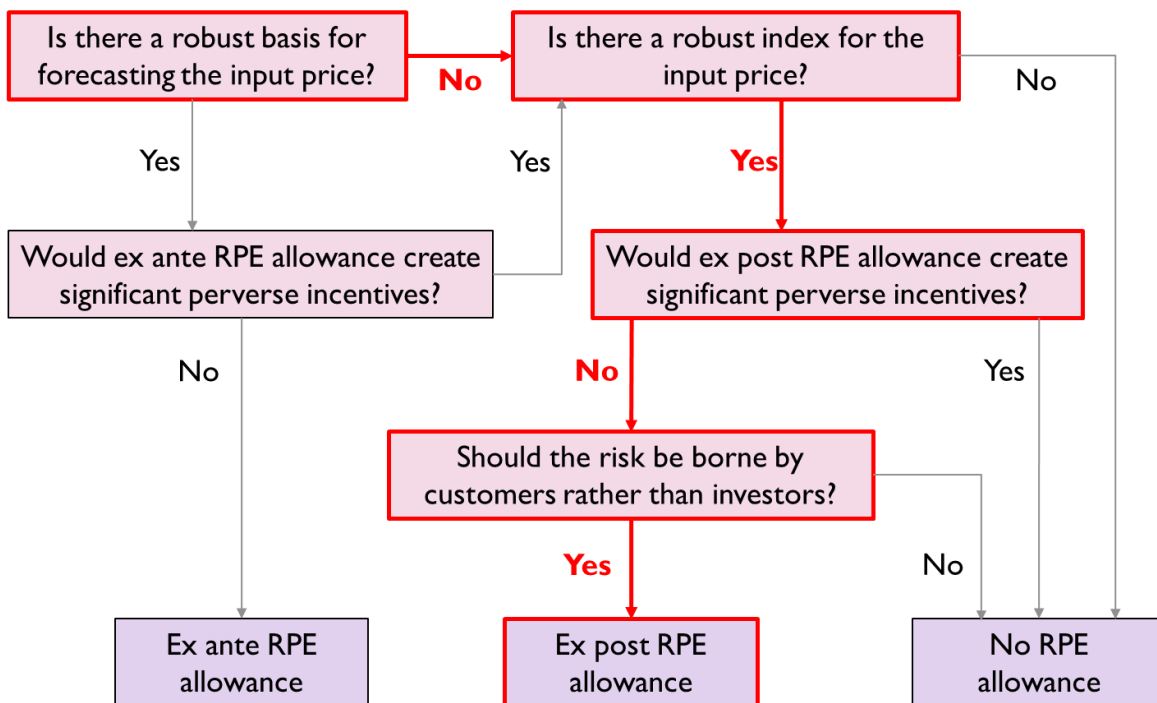 Is there a robust basis for
forecasting the input price?
No
Is there a robust index for the
input price?
No
Yes
Yes
Yes
Would ex ante RPE allowance create
significant perverse incentives?
Would ex post RPE allowance create
significant perverse incentives?
No
No
Yes
Should the risk be borne by
customers rather than investors?
Yes
No
Ex ante RPE
allowance
Ex post RPE
allowance
No RPE
allowance